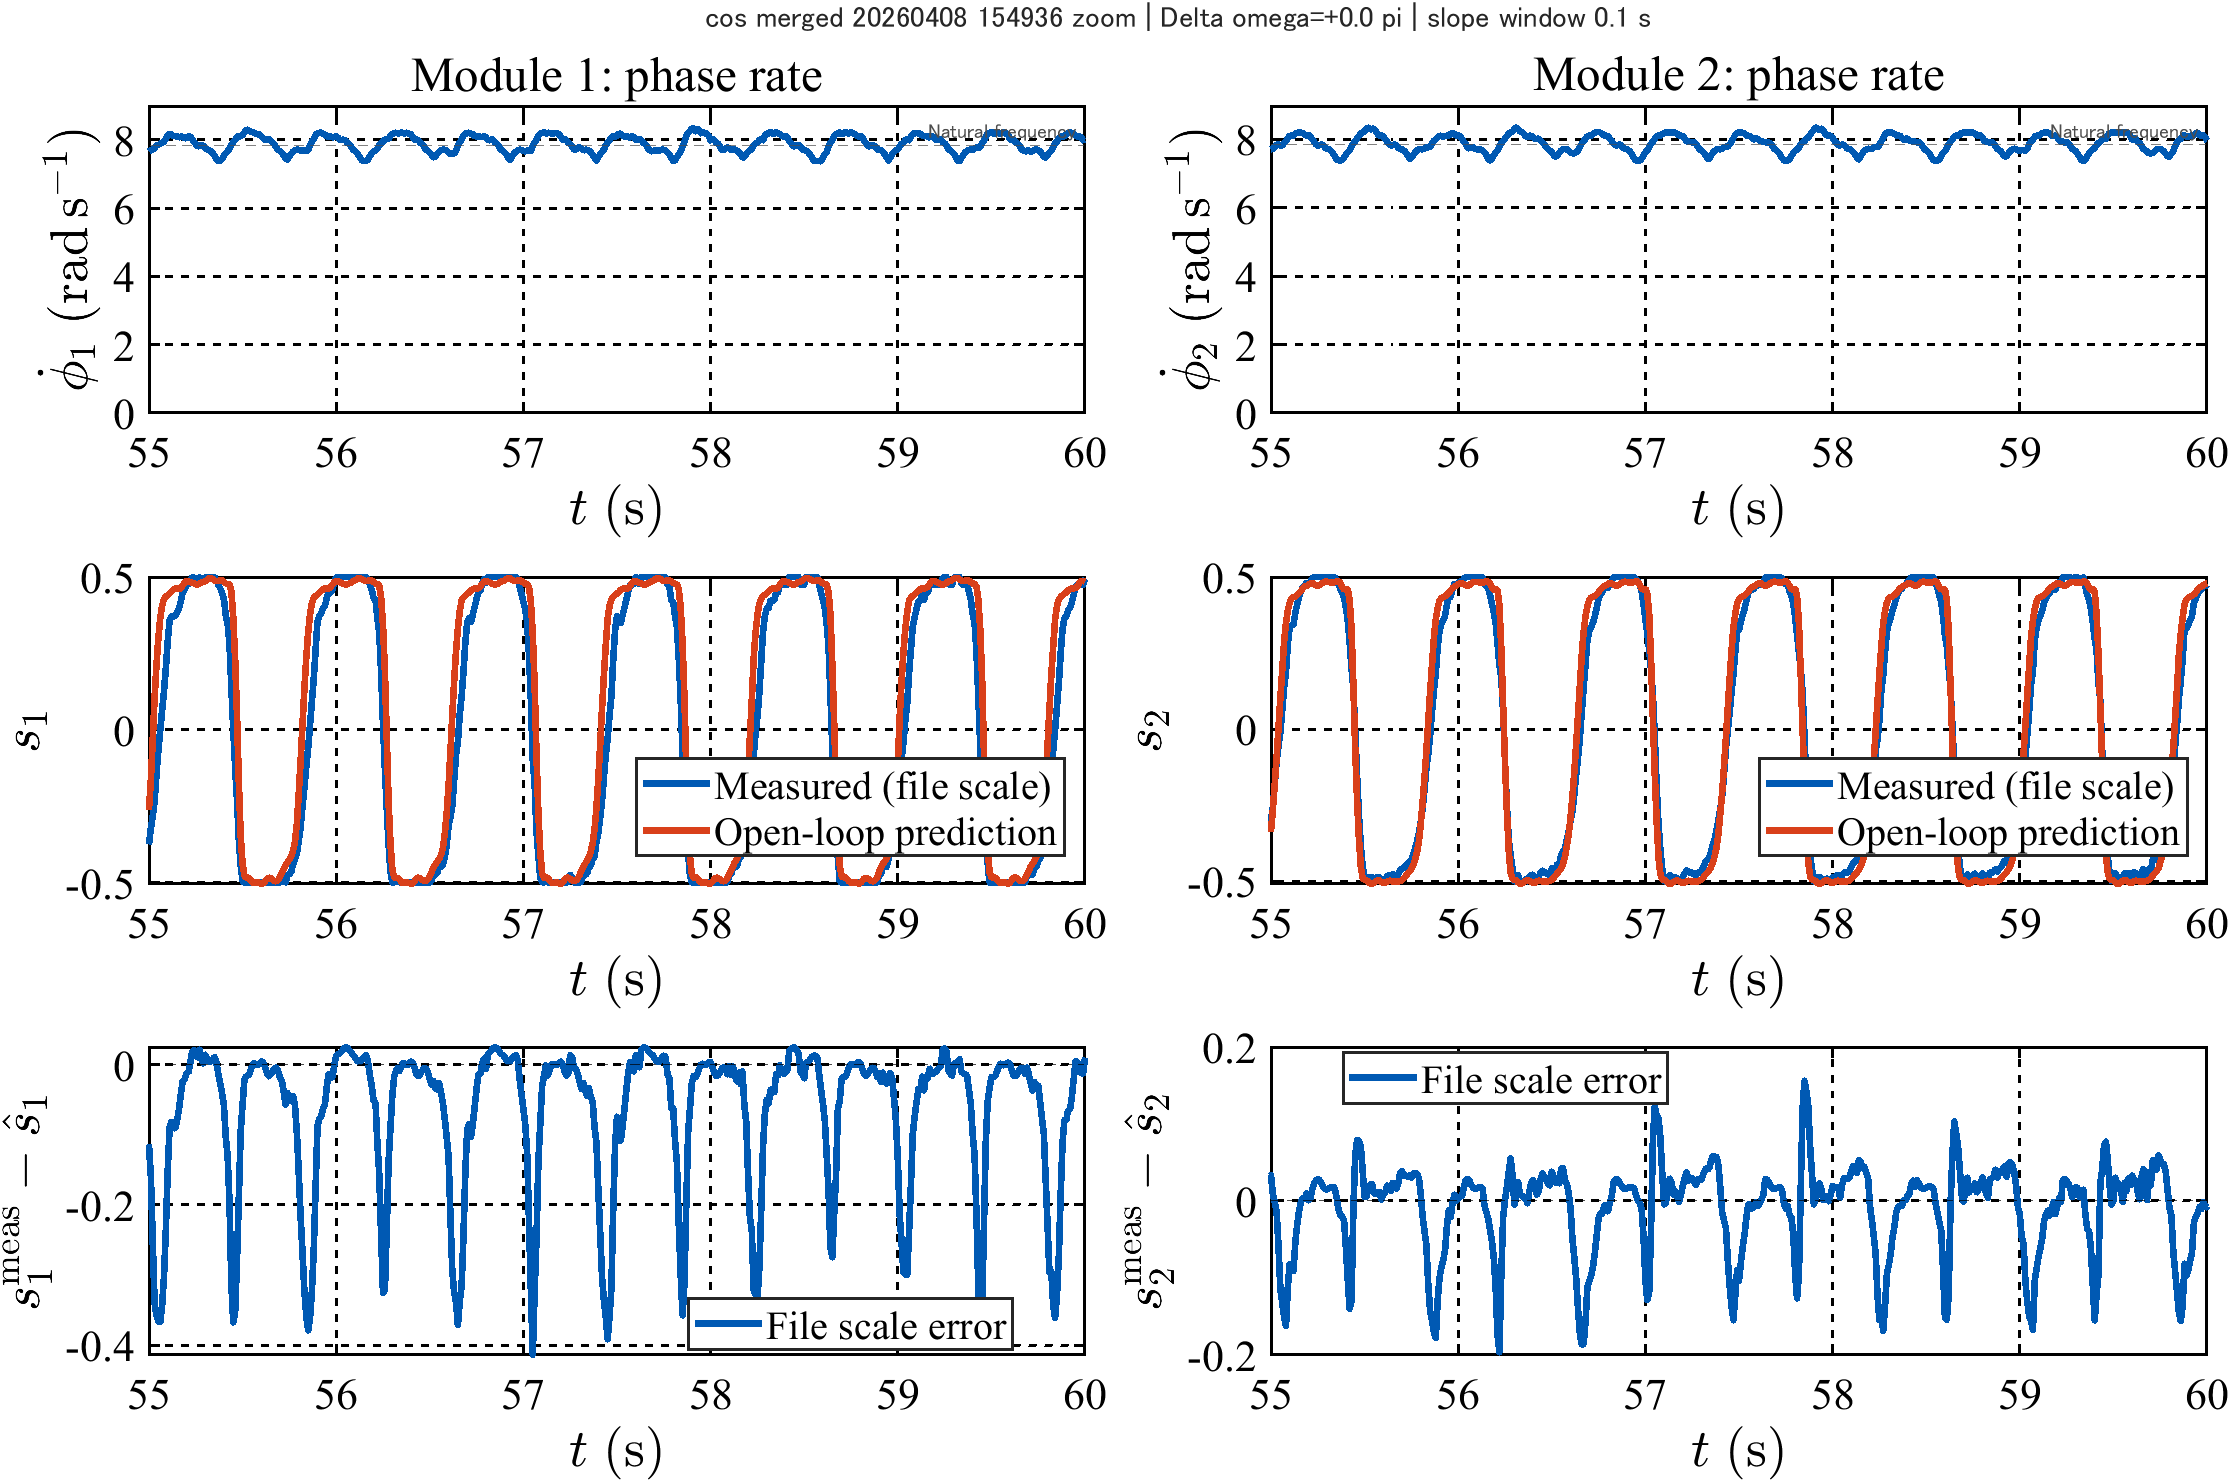 cos merged 20260408 154936 zoom | Delta omega=+0.0 pi | slope window 0.1 s
Module 1: phase rate
8
6
4
2
0
Natural frequency
55 56 57 58 59 60
t (s)
ϕ̇₁ (rad s⁻¹)
Module 2: phase rate
8
6
4
2
0
Natural frequency
55 56 57 58 59 60
t (s)
ϕ̇₂ (rad s⁻¹)
0.5
0
-0.5
s₁
Measured (file scale)
Open-loop prediction
55 56 57 58 59 60
t (s)
0.5
0
-0.5
s₂
Measured (file scale)
Open-loop prediction
55 56 57 58 59 60
t (s)
0
-0.2
-0.4
s₁ᵐᵉᵃˢ − ŝ₁
File scale error
55 56 57 58 59 60
t (s)
0.2
0
-0.2
s₂ᵐᵉᵃˢ − ŝ₂
File scale error
55 56 57 58 59 60
t (s)